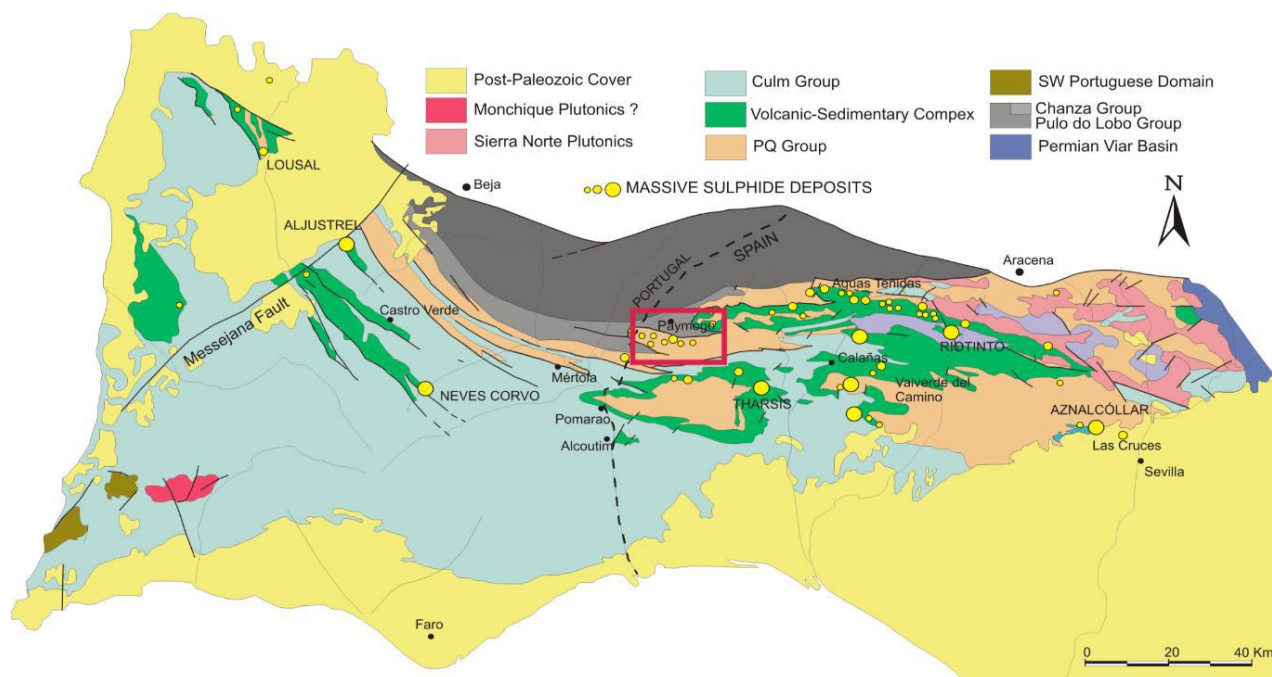 Post-Paleozoic Cover
Monchique Plutonics ?
Sierra Norte Plutonics
Culm Group
Volcanic-Sedimentary Compex
PQ Group
SW Portuguese Domain
Chanza Group
Pulo do Lobo Group
Permian Viar Basin
MASSIVE SULPHIDE DEPOSITS
N
LOUSAL
Beja
ALJUSTREL
PORTUGAL
SPAIN
Aracena
Aguas Teñidas
Messejana Fault
Castro Verde
Paymogo
RIOTINTO
Calañas
Mértola
NEVES CORVO
THARSIS
Valverde del
Camino
Pomarao
AZNALCÓLLAR
Alcoutim
Las Cruces
Sevilla
Faro
0 20 40 Km